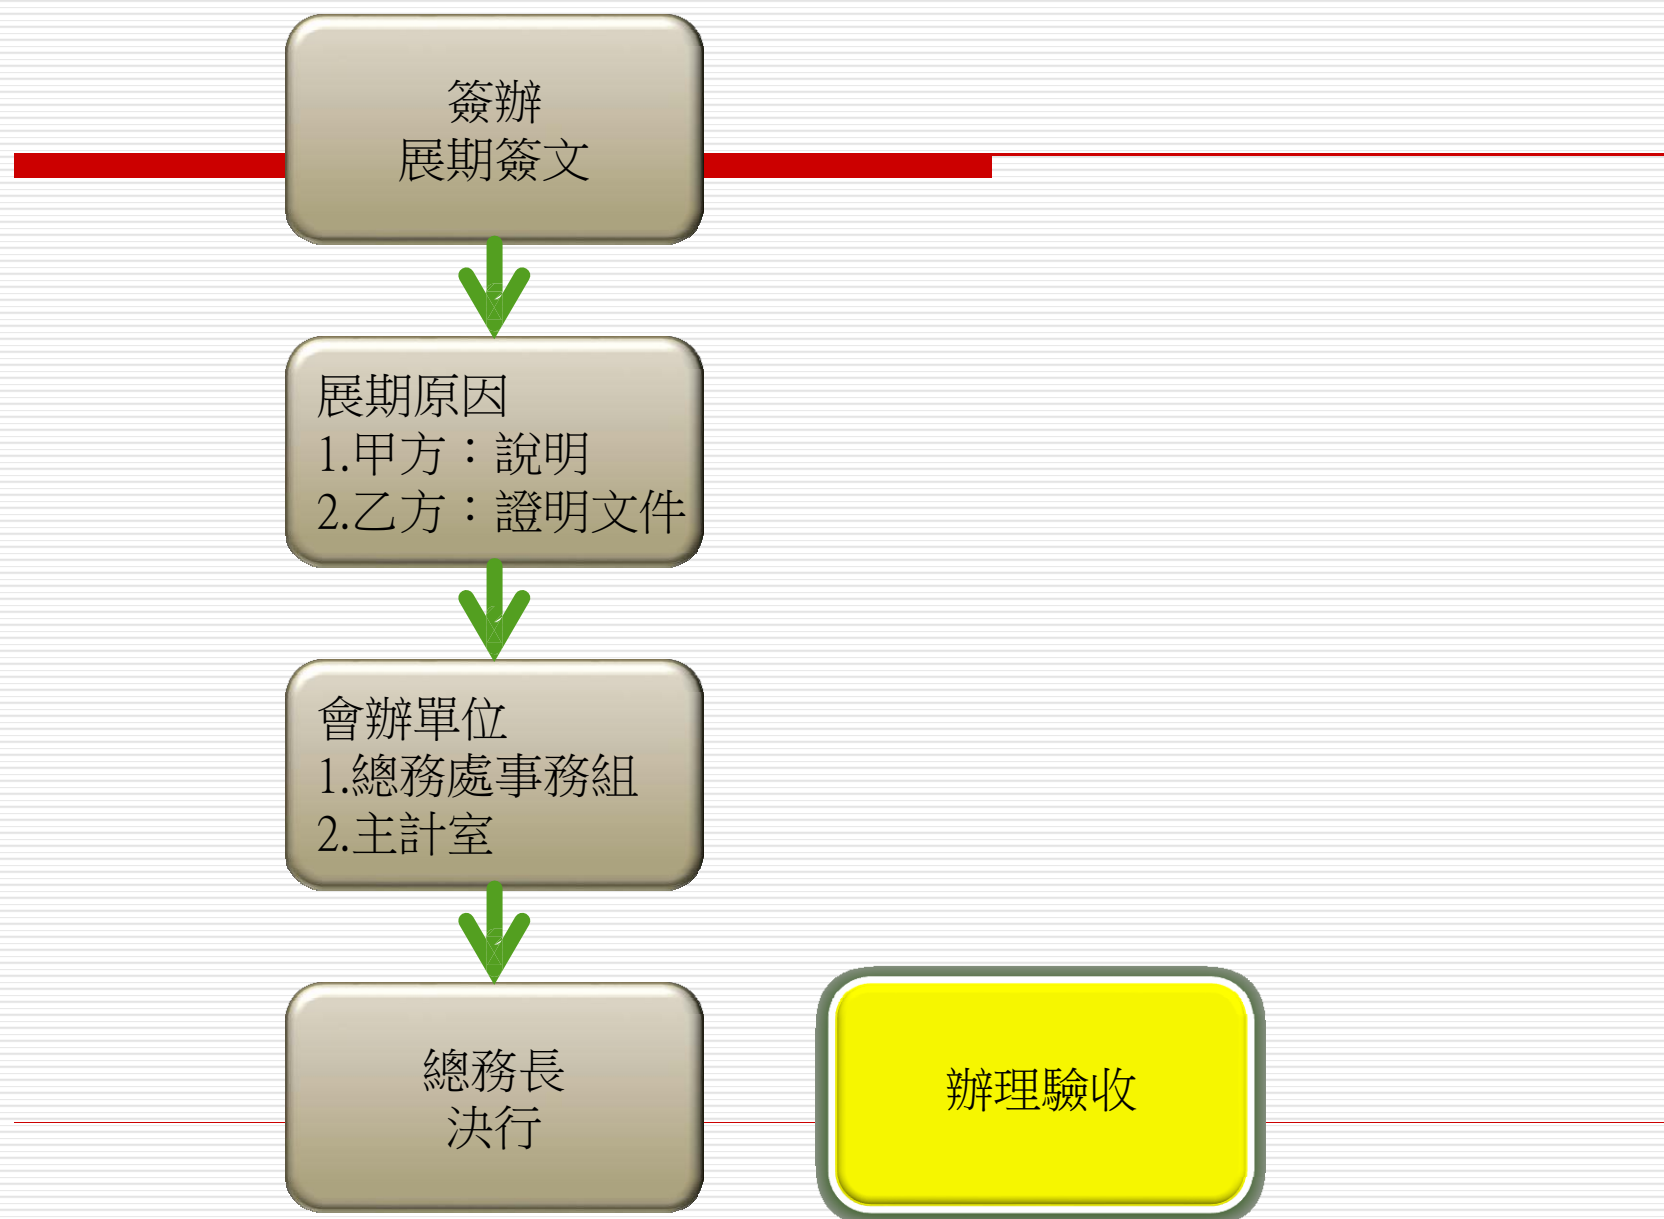 簽辦
展期簽文
展期原因
1.甲方：說明
2.乙方：證明文件
會辦單位
1.總務處事務組
2.主計室
總務長
決行
辦理驗收